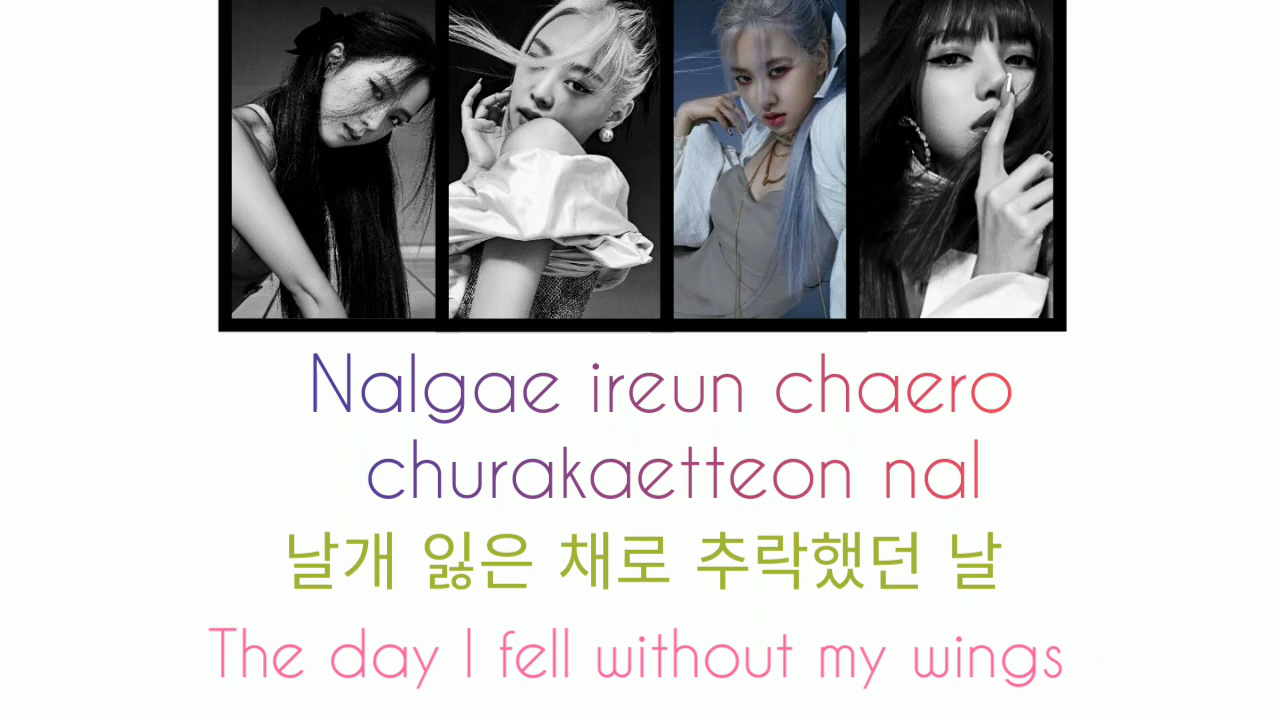 Nalgae ireun chaero
churakaetteon nal
날개 잃은 채로 추락했던 날
The day I fell without my wings